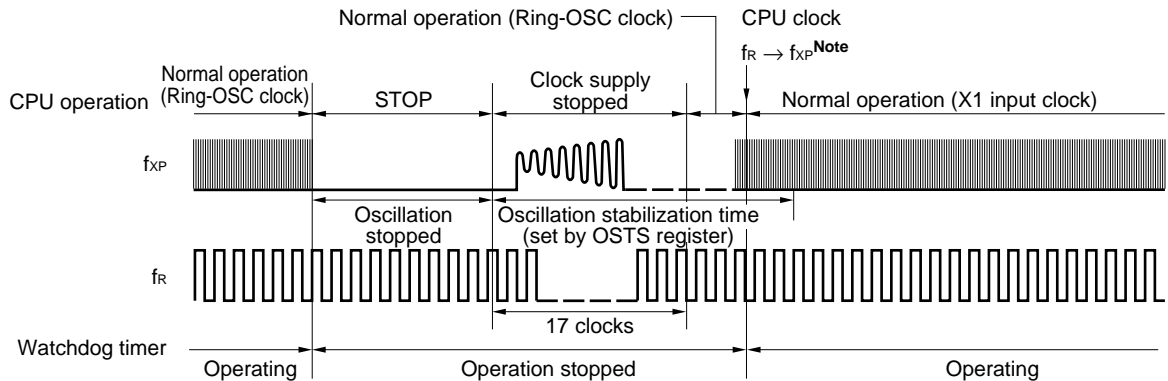 Normal operation (Ring-OSC clock)
CPU clock
fR → fXPNote
Normal operation
(Ring-OSC clock)
CPU operation
STOP
Clock supply
stopped
Normal operation (X1 input clock)
fXP
Oscillation
stopped
Oscillation stabilization time
(set by OSTS register)
fR
17 clocks
Watchdog timer
Operating
Operation stopped
Operating